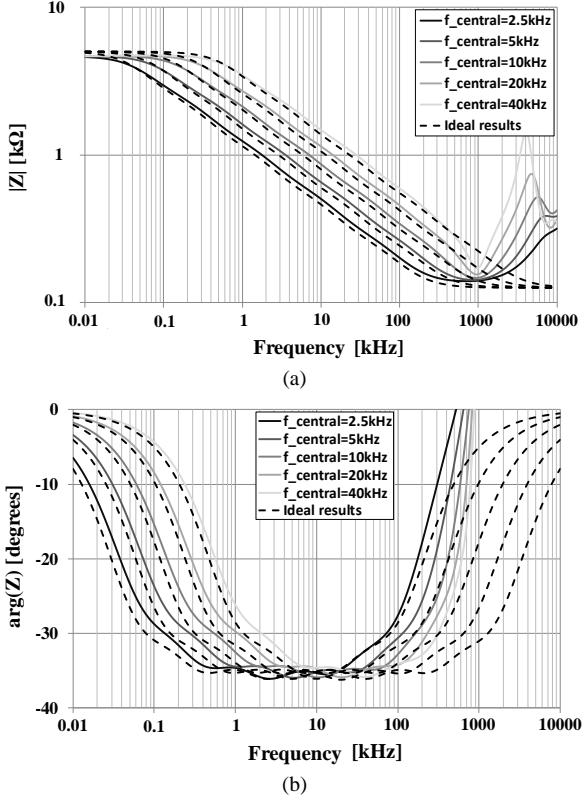 10
1
0.1
|Z| [kΩ]
f_central=2.5kHz
f_central=5kHz
f_central=10kHz
f_central=20kHz
f_central=40kHz
Ideal results
0.01 0.1 1 10 100 1000 10000
Frequency [kHz]
(a)
0
-10
-20
-30
-40
arg(Z) [degrees]
f_central=2.5kHz
f_central=5kHz
f_central=10kHz
f_central=20kHz
f_central=40kHz
Ideal results
0.01 0.1 1 10 100 1000 10000
Frequency [kHz]
(b)